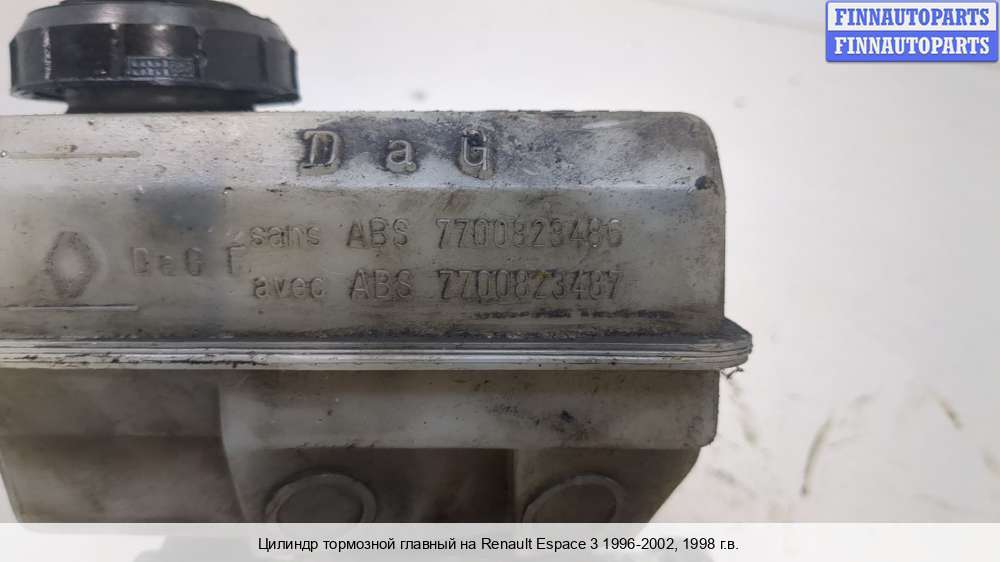 FINNAUTOPARTS
FINNAUTOPARTS
DaG
sans ABS 7700823486
DaG
avec ABS 7700823487
Цилиндр тормозной главный на Renault Espace 3 1996-2002, 1998 г.в.